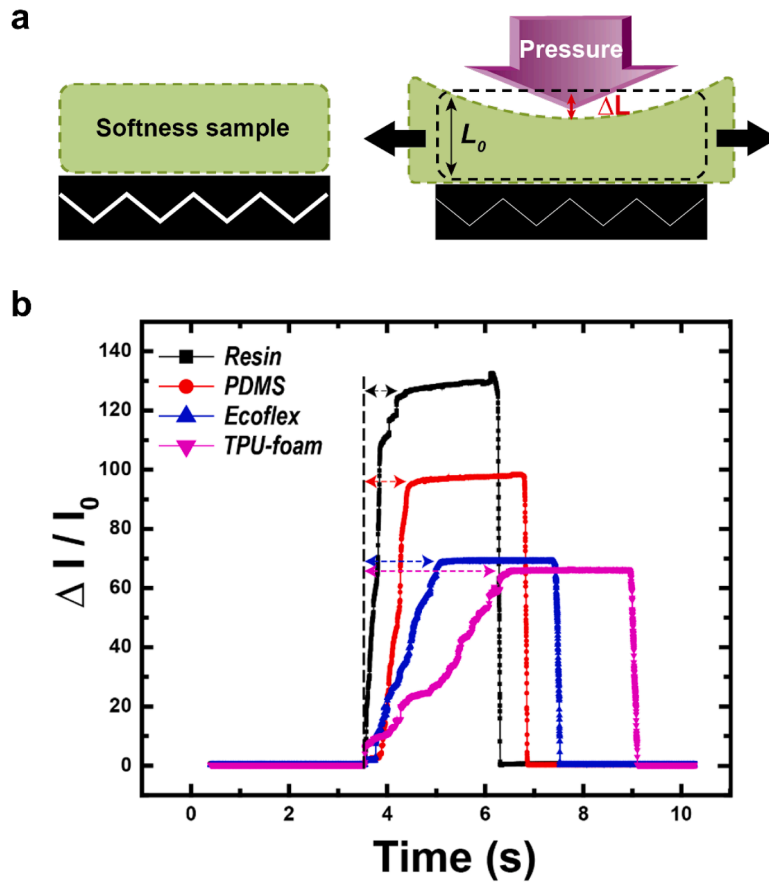 a
Pressure
Softness sample
L0
ΔL
b
Resin
PDMS
Ecoflex
TPU-foam
Δ I / I0
140
120
100
80
60
40
20
0
0 2 4 6 8 10
Time (s)